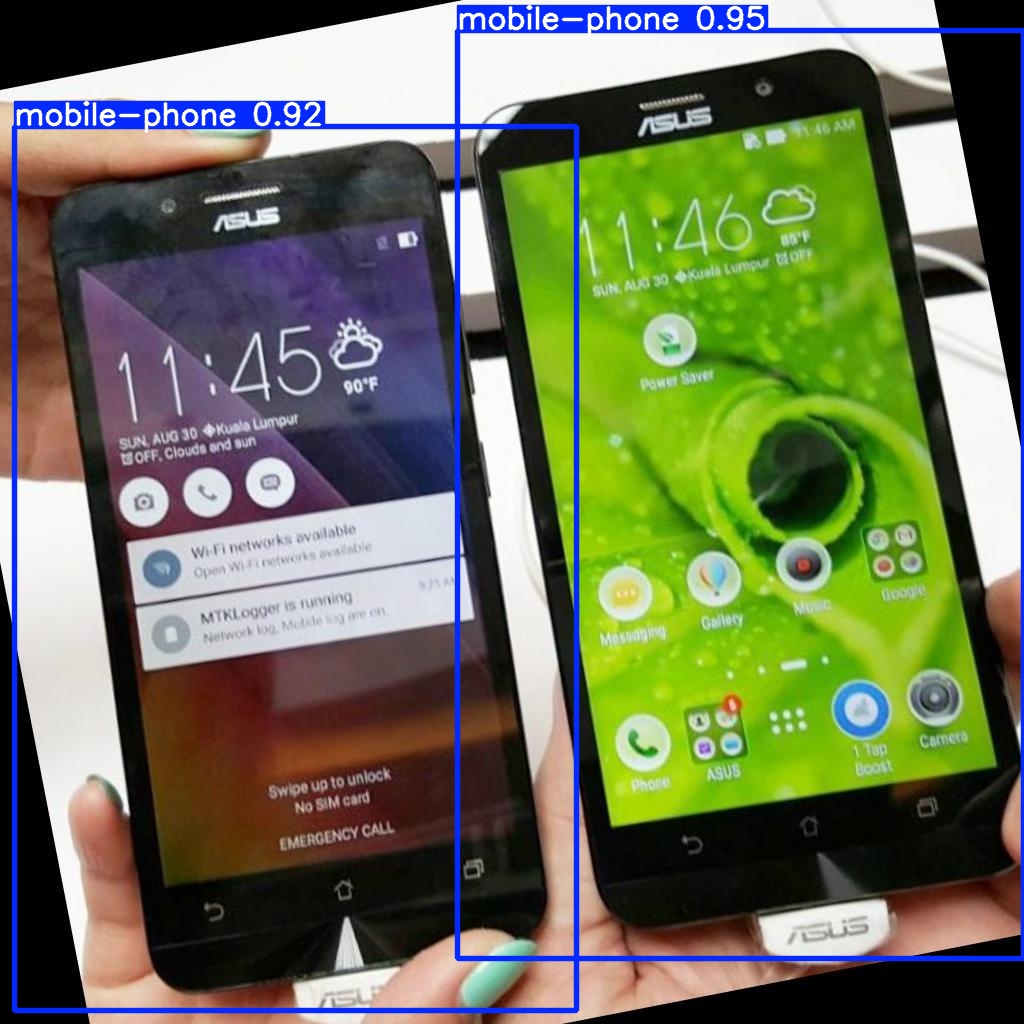 mobile-phone 0.95
mobile-phone 0.92
ASUS
11:45
90°F
SUN, AUG 30 Kuala Lumpur
OFF, Clouds and sun
Wi-Fi networks available
Open Wi-Fi networks available
MTKLogger is running
9:25 AM
Network log, Mobile log are on
Swipe up to unlock
No SIM card
EMERGENCY CALL
ASUS
ASUS
11:46 AM
11:46
85°F
SUN, AUG 30 Kuala Lumpur OFF
Power Saver
Messaging
Gallery
Music
Google
Phone
ASUS
1 Tap
Boost
Camera
ASUS